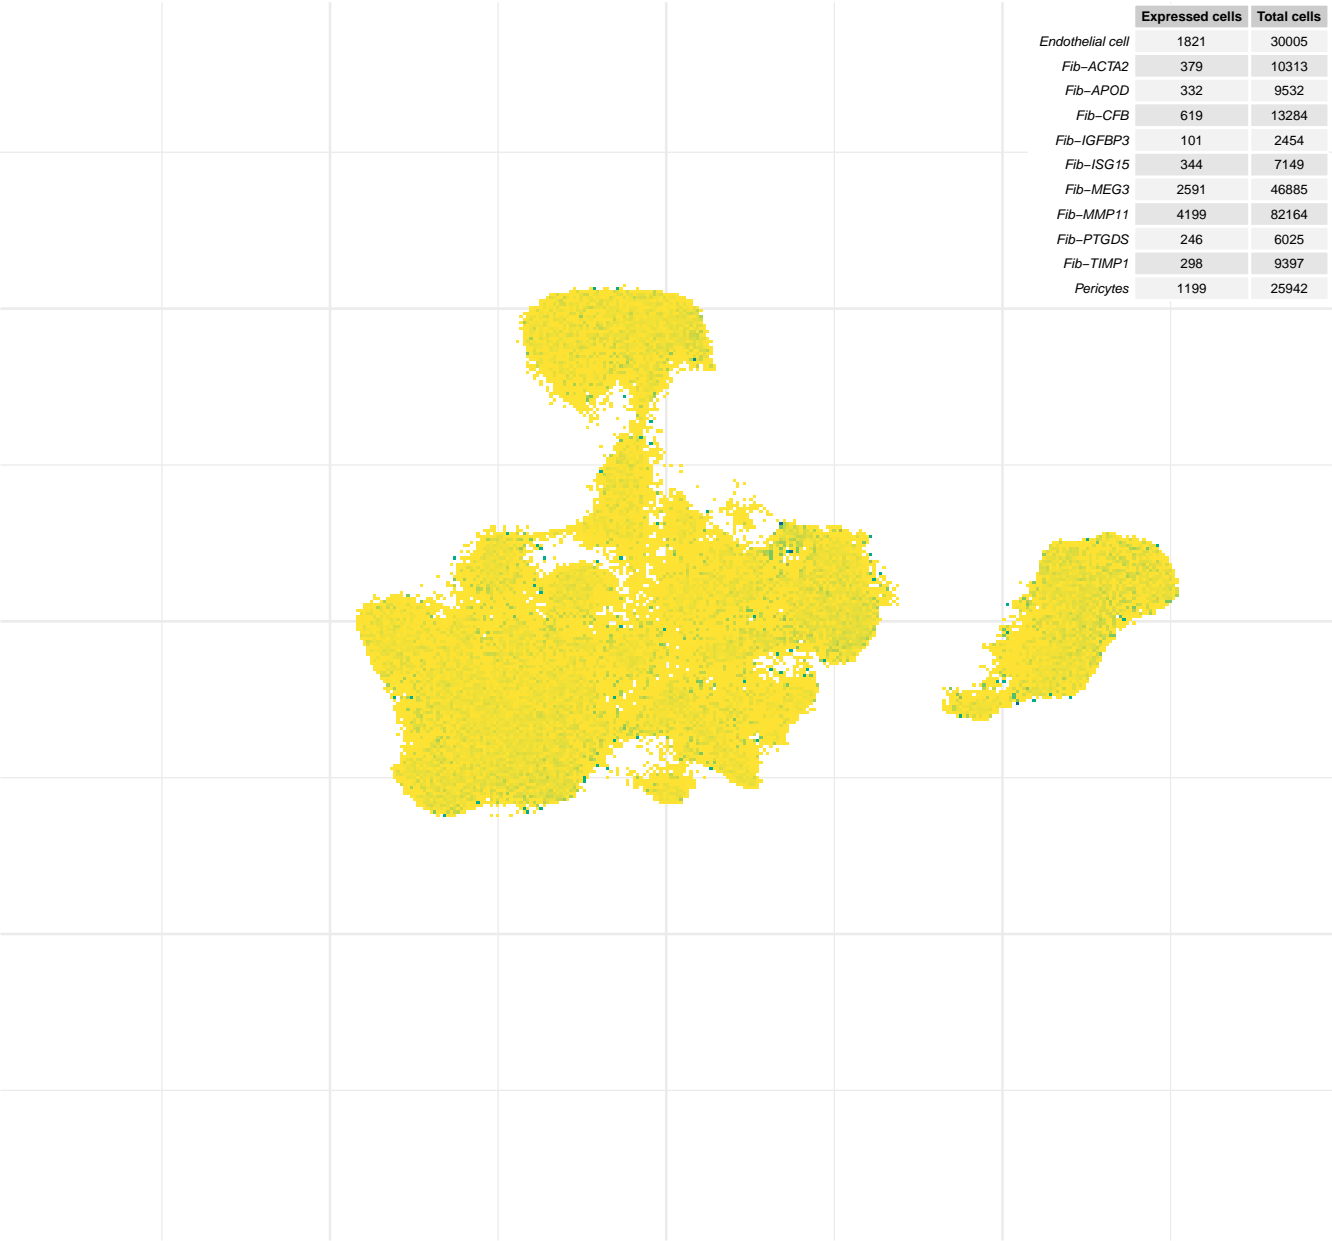 Expressed cells Total cells
Endothelial cell 1821 30005
Fib−ACTA2 379 10313
Fib−APOD 332 9532
Fib−CFB 619 13284
Fib−IGFBP3 101 2454
Fib−ISG15 344 7149
Fib−MEG3 2591 46885
Fib−MMP11 4199 82164
Fib−PTGDS 246 6025
Fib−TIMP1 298 9397
Pericytes 1199 25942